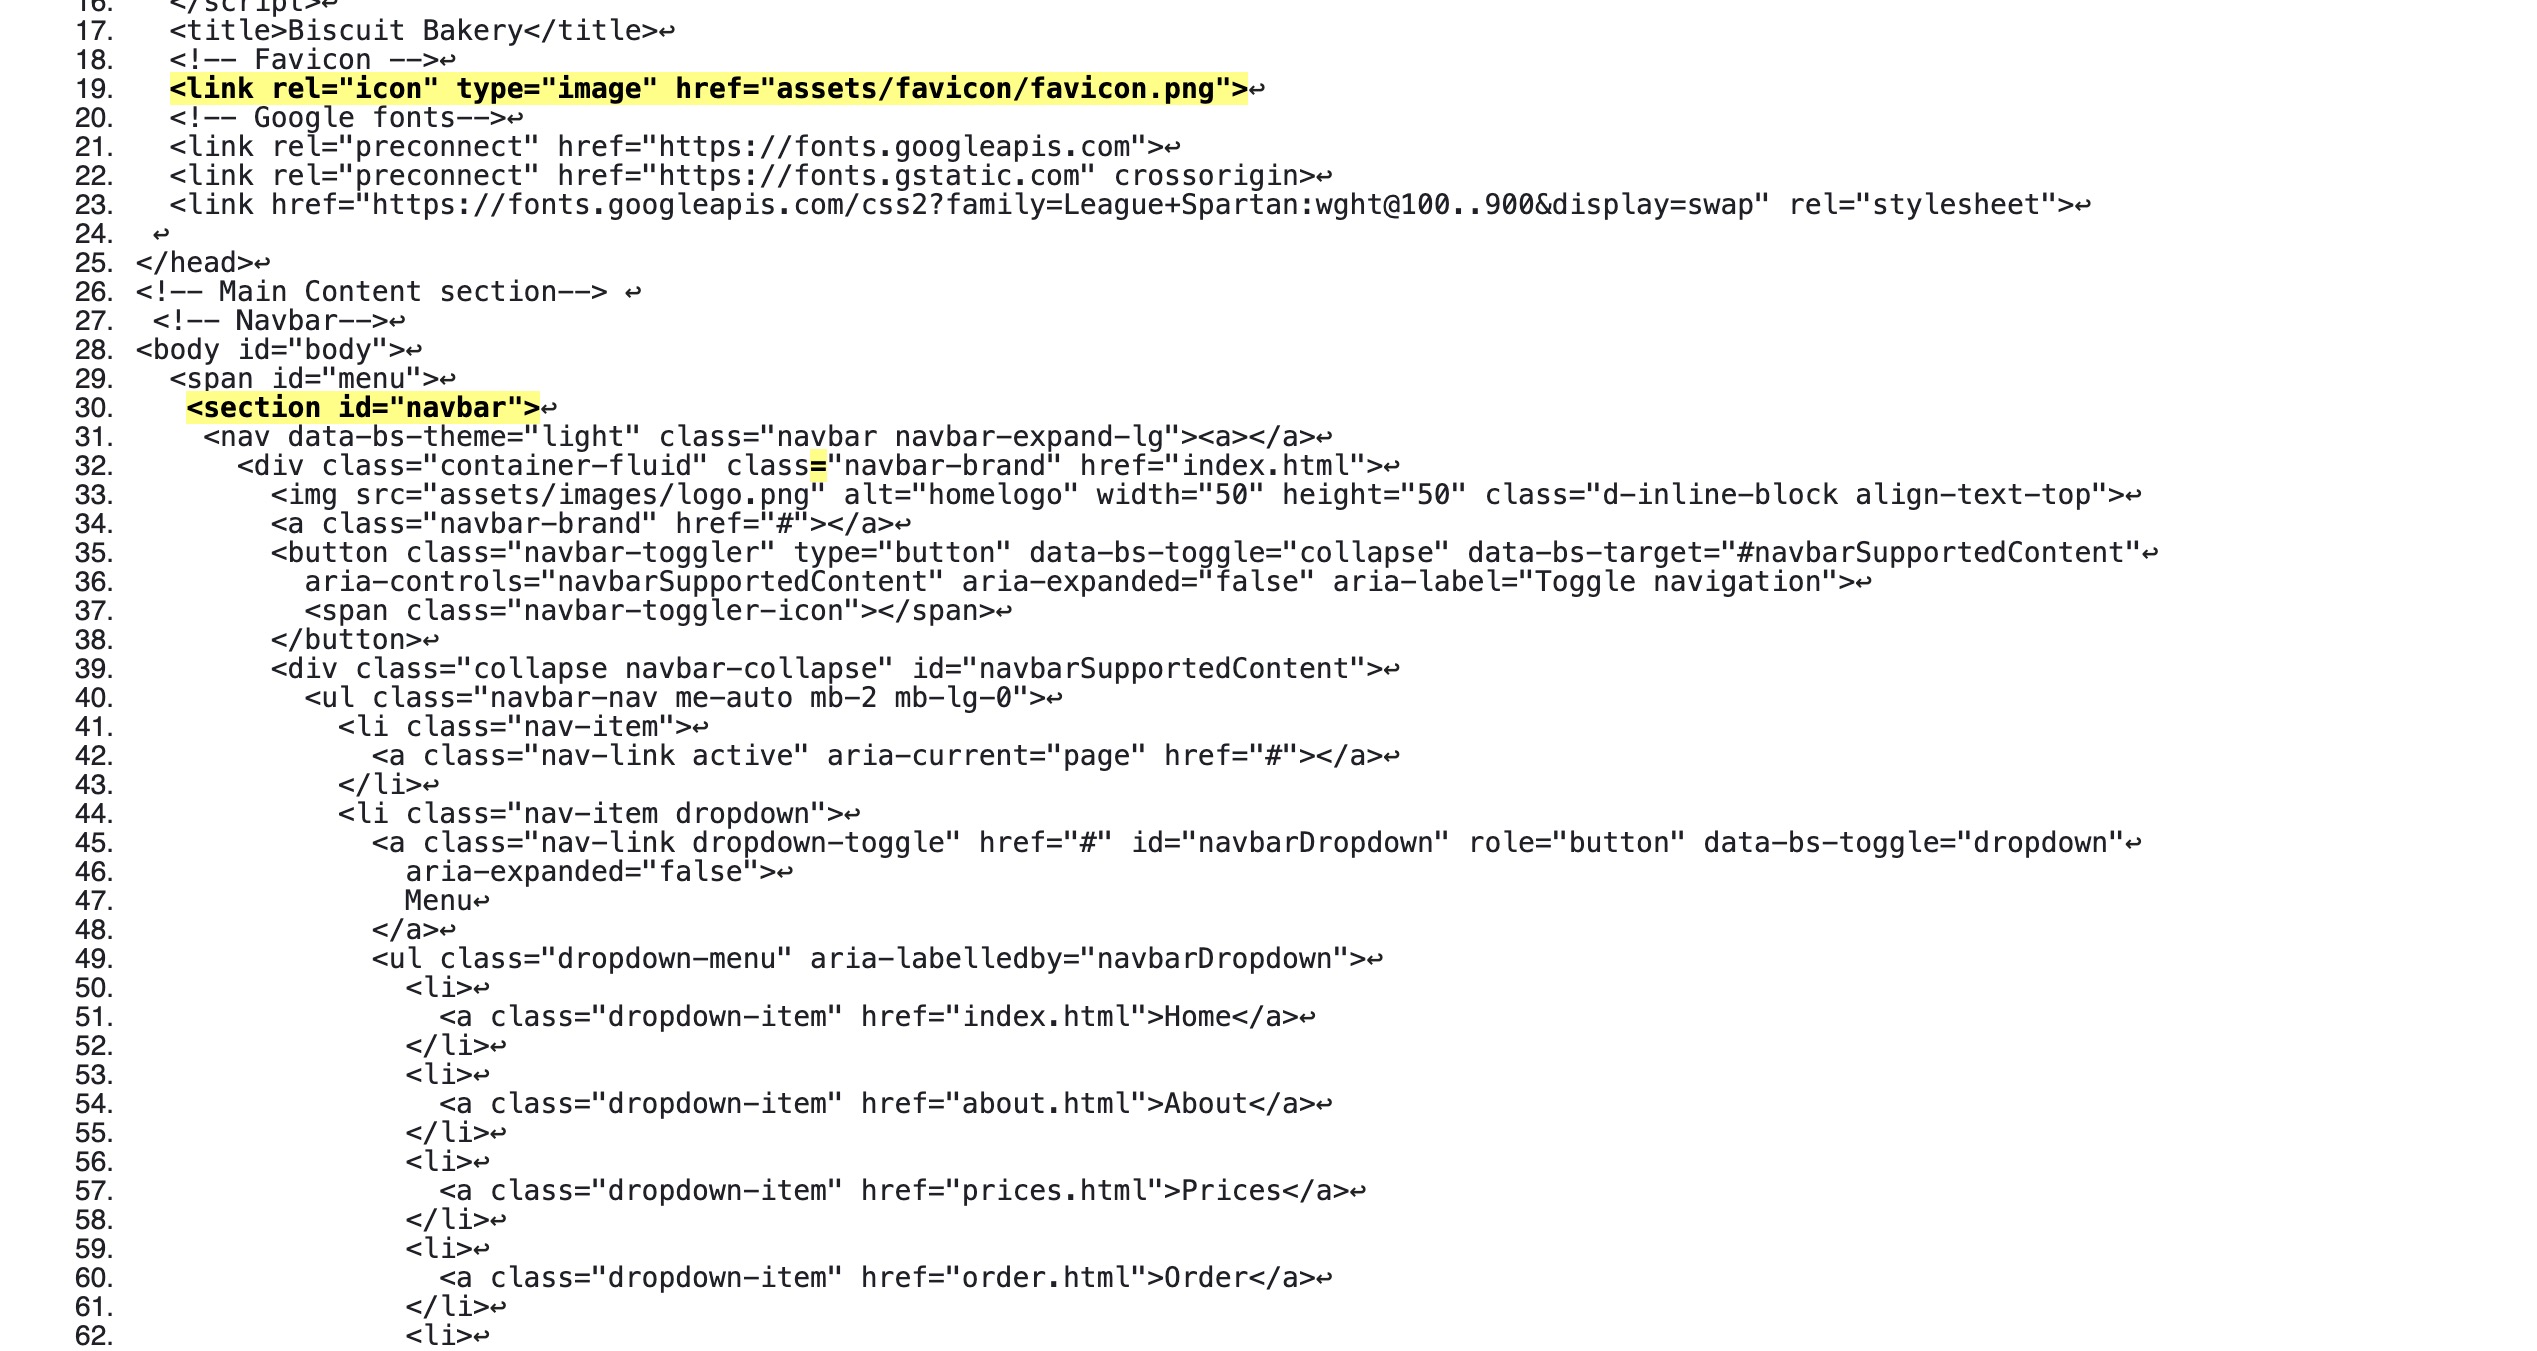 16. </script>↩
17. <title>Biscuit Bakery</title>↩
18. <!-- Favicon -->↩
19. <link rel="icon" type="image" href="assets/favicon/favicon.png">↩
20. <!-- Google fonts-->↩
21. <link rel="preconnect" href="https://fonts.googleapis.com">↩
22. <link rel="preconnect" href="https://fonts.gstatic.com" crossorigin>↩
23. <link href="https://fonts.googleapis.com/css2?family=League+Spartan:wght@100..900&display=swap" rel="stylesheet">↩
24. ↩
25. </head>↩
26. <!-- Main Content section--> ↩
27. <!-- Navbar-->↩
28. <body id="body">↩
29. <span id="menu">↩
30. <section id="navbar">↩
31. <nav data-bs-theme="light" class="navbar navbar-expand-lg"><a></a>↩
32. <div class="container-fluid" class="navbar-brand" href="index.html">↩
33. <img src="assets/images/logo.png" alt="homelogo" width="50" height="50" class="d-inline-block align-text-top">↩
34. <a class="navbar-brand" href="#"></a>↩
35. <button class="navbar-toggler" type="button" data-bs-toggle="collapse" data-bs-target="#navbarSupportedContent"↩
36. aria-controls="navbarSupportedContent" aria-expanded="false" aria-label="Toggle navigation">↩
37. <span class="navbar-toggler-icon"></span>↩
38. </button>↩
39. <div class="collapse navbar-collapse" id="navbarSupportedContent">↩
40. <ul class="navbar-nav me-auto mb-2 mb-lg-0">↩
41. <li class="nav-item">↩
42. <a class="nav-link active" aria-current="page" href="#"></a>↩
43. </li>↩
44. <li class="nav-item dropdown">↩
45. <a class="nav-link dropdown-toggle" href="#" id="navbarDropdown" role="button" data-bs-toggle="dropdown"↩
46. aria-expanded="false">↩
47. Menu↩
48. </a>↩
49. <ul class="dropdown-menu" aria-labelledby="navbarDropdown">↩
50. <li>↩
51. <a class="dropdown-item" href="index.html">Home</a>↩
52. </li>↩
53. <li>↩
54. <a class="dropdown-item" href="about.html">About</a>↩
55. </li>↩
56. <li>↩
57. <a class="dropdown-item" href="prices.html">Prices</a>↩
58. </li>↩
59. <li>↩
60. <a class="dropdown-item" href="order.html">Order</a>↩
61. </li>↩
62. <li>↩